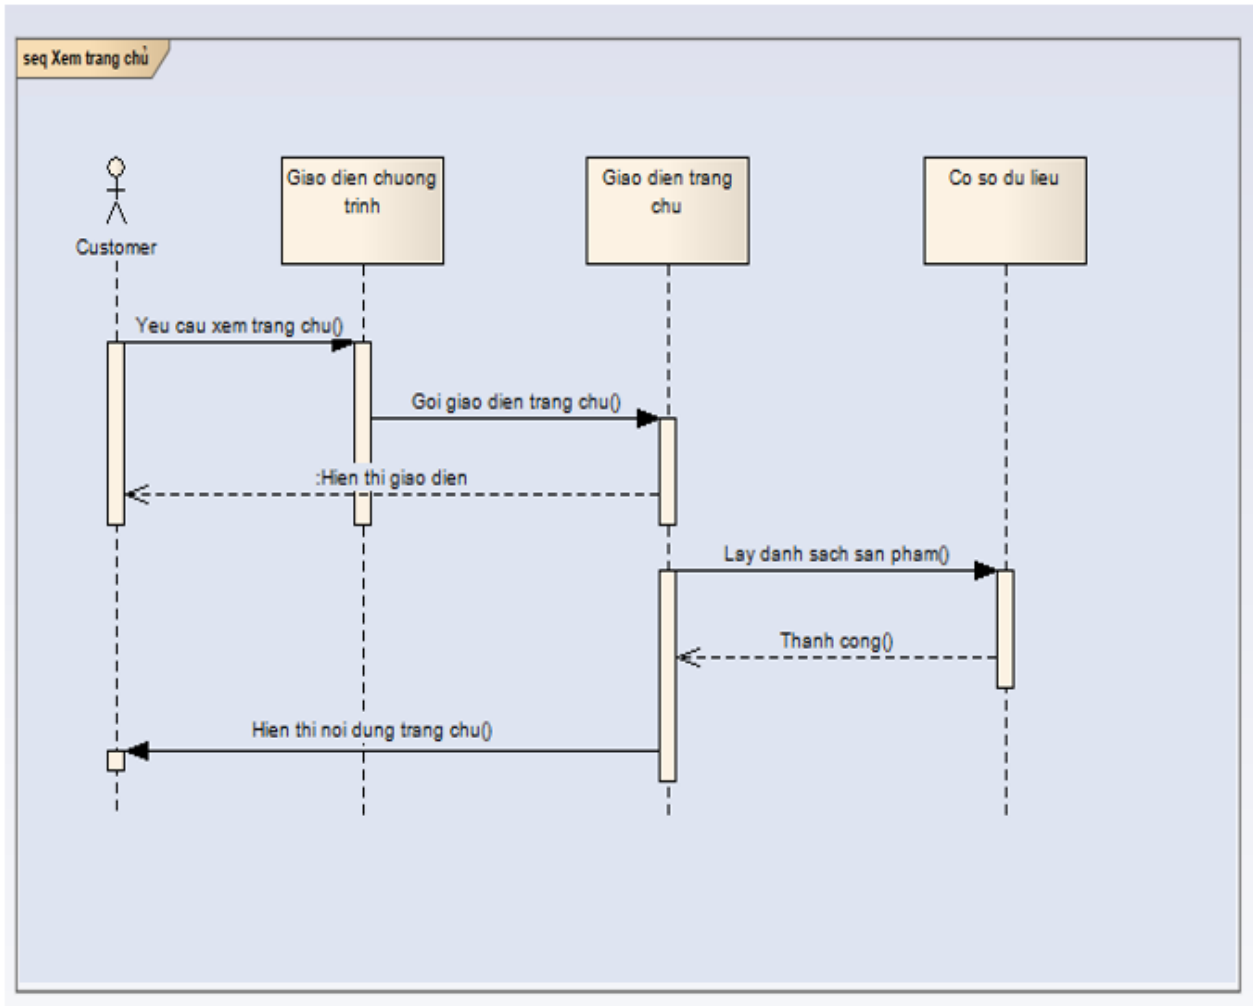 seq Xem trang chủ
Customer
Giao dien chuong
trinh
Giao dien trang
chu
Co so du lieu
Yeu cau xem trang chu()
Goi giao dien trang chu()
:Hien thi giao dien
Lay danh sach san pham()
Thanh cong()
Hien thi noi dung trang chu()